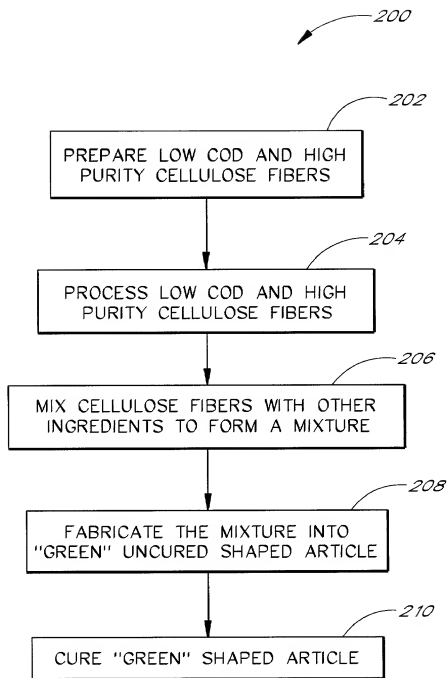 200
202
PREPARE LOW COD AND HIGH
PURITY CELLULOSE FIBERS
204
PROCESS LOW COD AND HIGH
PURITY CELLULOSE FIBERS
206
MIX CELLULOSE FIBERS WITH OTHER
INGREDIENTS TO FORM A MIXTURE
208
FABRICATE THE MIXTURE INTO
"GREEN" UNCURED SHAPED ARTICLE
210
CURE "GREEN" SHAPED ARTICLE